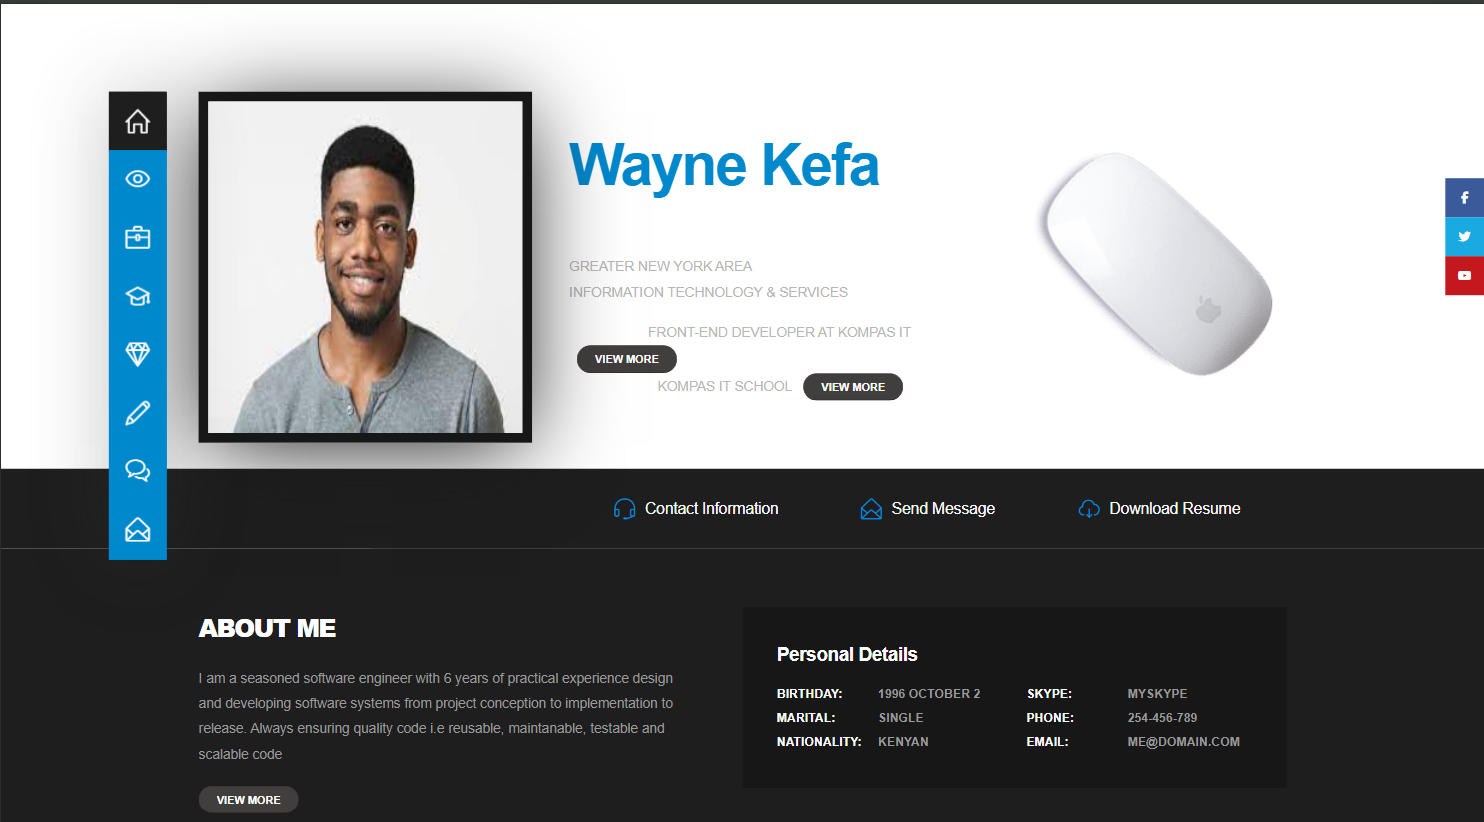 Wayne Kefa
GREATER NEW YORK AREA
INFORMATION TECHNOLOGY & SERVICES
FRONT-END DEVELOPER AT KOMPAS IT
VIEW MORE
KOMPAS IT SCHOOL VIEW MORE
Contact Information Send Message Download Resume
ABOUT ME
I am a seasoned software engineer with 6 years of practical experience design
and developing software systems from project conception to implementation to
release. Always ensuring quality code i.e reusable, maintanable, testable and
scalable code
VIEW MORE
Personal Details
BIRTHDAY: 1996 OCTOBER 2 SKYPE: MYSKYPE
MARITAL: SINGLE PHONE: 254-456-789
NATIONALITY: KENYAN EMAIL: ME@DOMAIN.COM